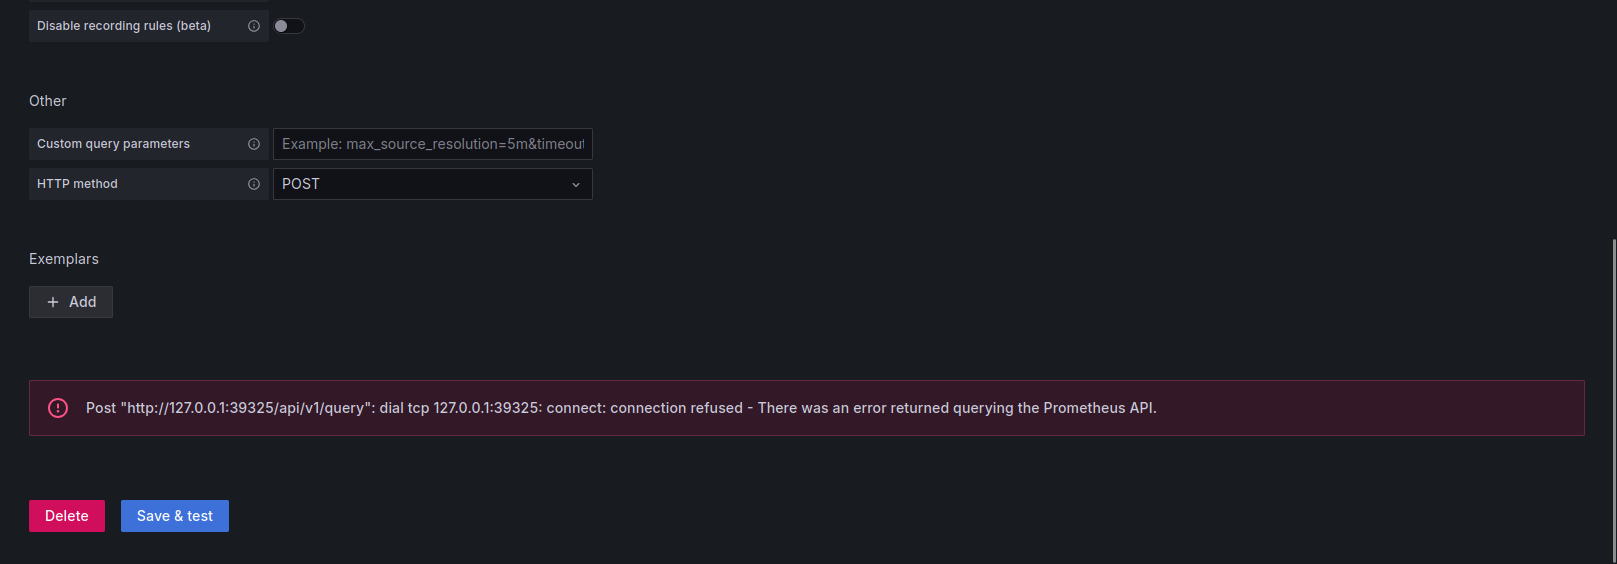 Disable recording rules (beta)
Other
Custom query parameters
Example: max_source_resolution=5m&timeout
HTTP method
POST
Exemplars
Add
Post "http://127.0.0.1:39325/api/v1/query": dial tcp 127.0.0.1:39325: connect: connection refused - There was an error returned querying the Prometheus API.
Delete
Save & test